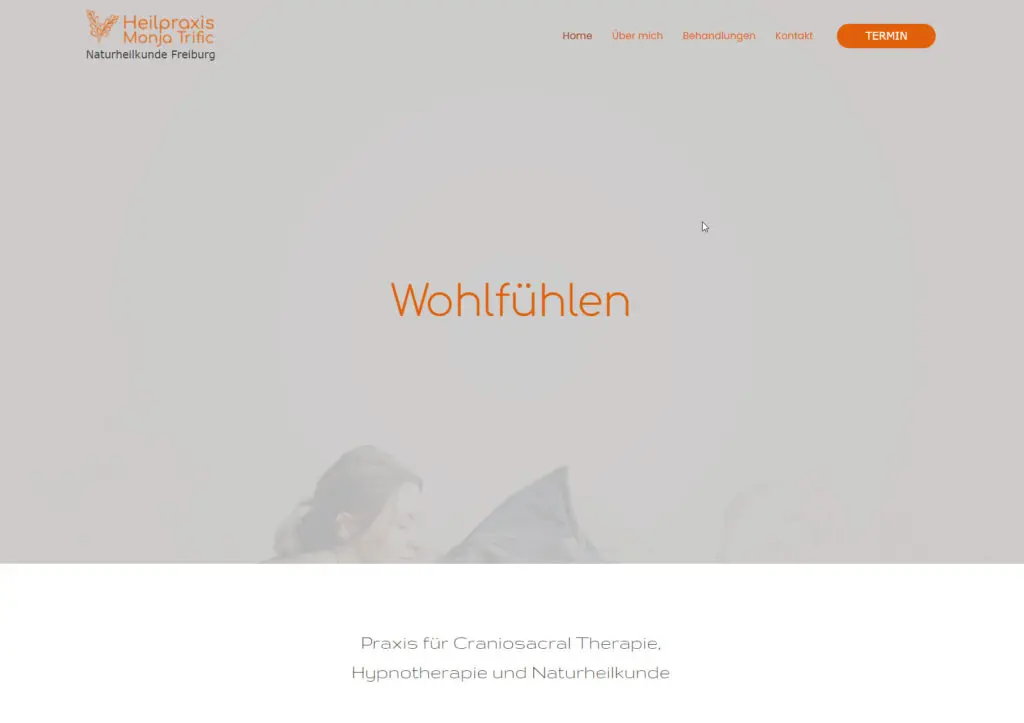 Heilpraxis
Monja Trific
Naturheilkunde Freiburg
Home Über mich Behandlungen Kontakt TERMIN
Wohlfühlen
Praxis für Craniosacral Therapie,
Hypnotherapie und Naturheilkunde